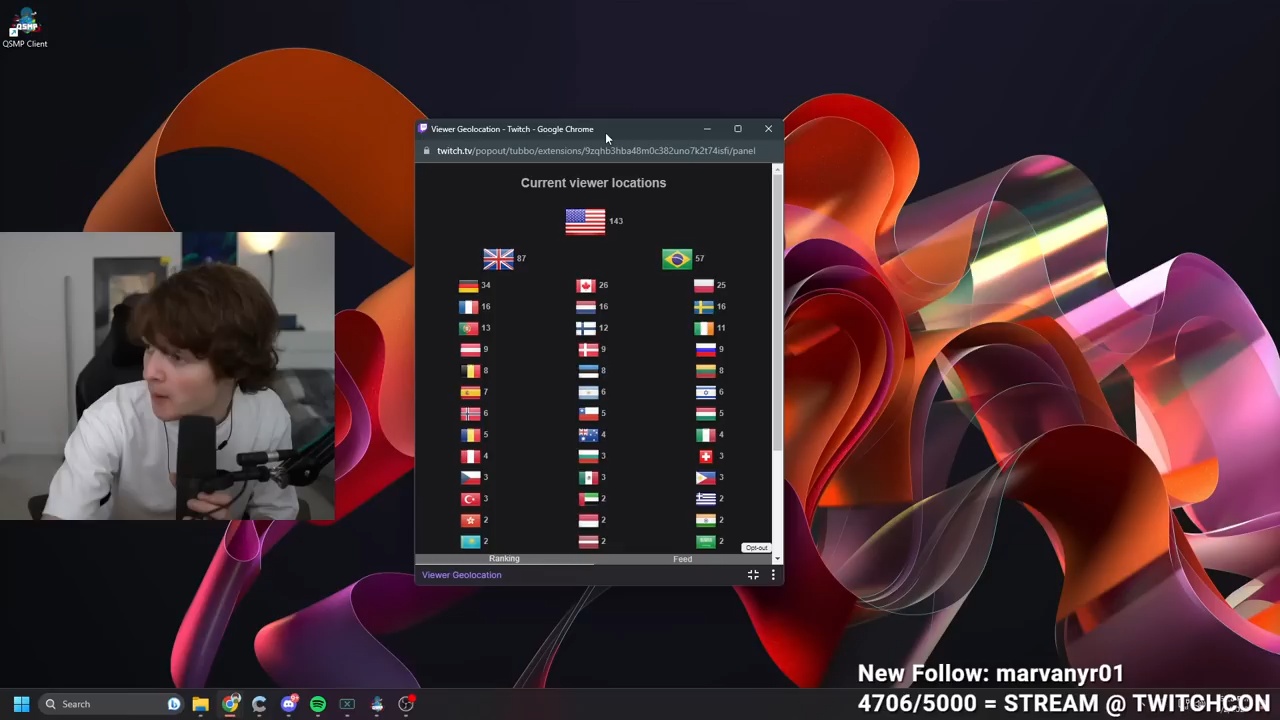 QSMP Client
Viewer Geolocation - Twitch - Google Chrome
twitch.tv/popout/tubbo/extensions/9zqhb3hba48m0c382uno7k2t74isfi/panel
Current viewer locations
143
87 57
34 26 25
16 16 16
13 12 11
9 9 9
8 8 8
7 6 6
6 5 5
5 4 4
4 3 3
3 3 3
3 2 2
2 2 2
2 2 2
Opt-out
Ranking Feed
Viewer Geolocation
New Follow: marvanyr01
4706/5000 = STREAM @ TWITCHCON
Search